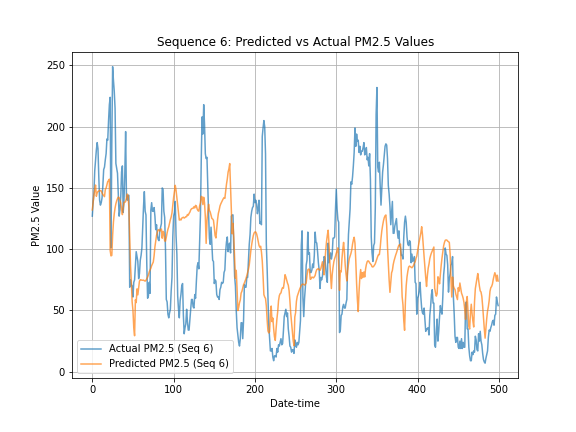 Sequence 6: Predicted vs Actual PM2.5 Values
250
200
150
100
50
0
PM2.5 Value
Actual PM2.5 (Seq 6)
Predicted PM2.5 (Seq 6)
0 100 200 300 400 500
Date-time